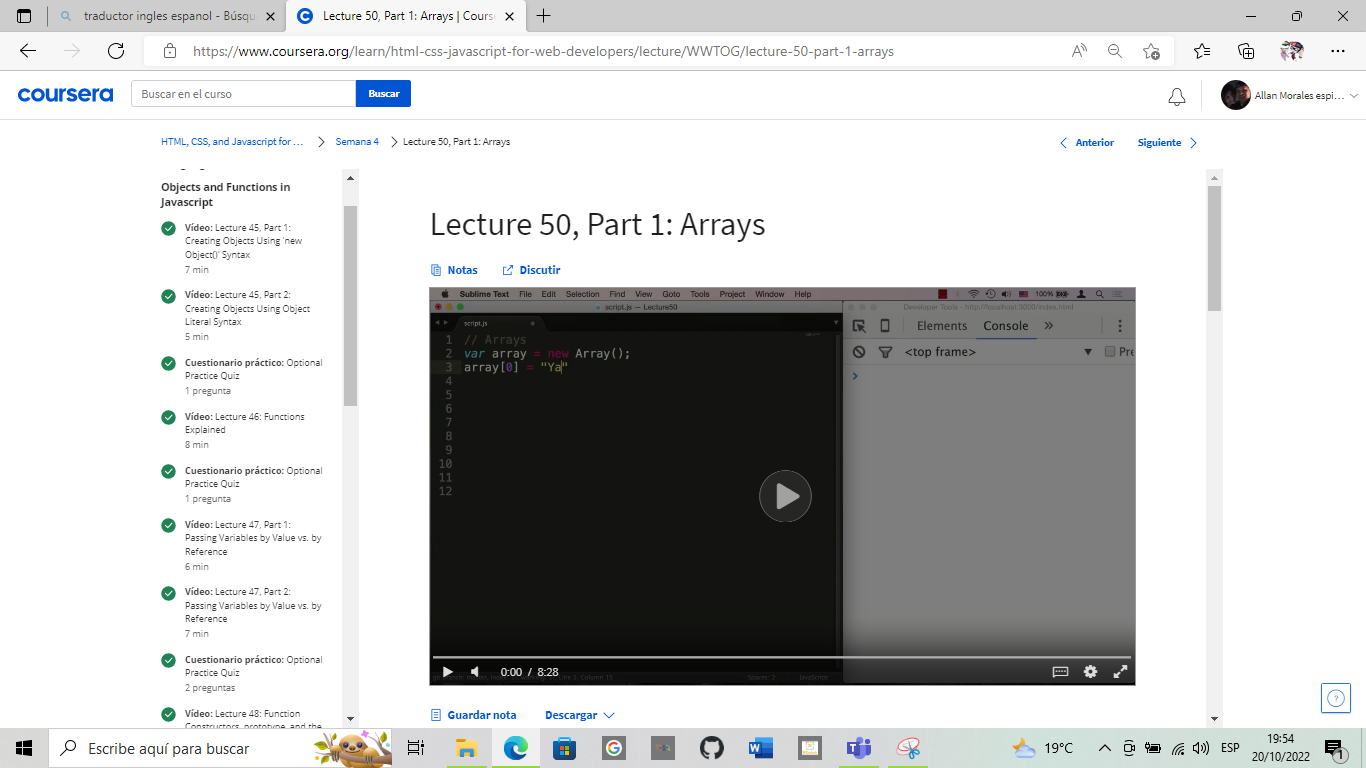 traductor ingles espanol - Búsqu
Lecture 50, Part 1: Arrays | Cours
https://www.coursera.org/learn/html-css-javascript-for-web-developers/lecture/WWTOG/lecture-50-part-1-arrays
coursera
Buscar en el curso
Buscar
Allan Morales espi...
HTML, CSS, and Javascript for ...
Semana 4
Lecture 50, Part 1: Arrays
Anterior
Siguiente
Objects and Functions in
Javascript
Vídeo: Lecture 45, Part 1:
Creating Objects Using 'new
Object()' Syntax
7 min
Vídeo: Lecture 45, Part 2:
Creating Objects Using Object
Literal Syntax
5 min
Cuestionario práctico: Optional
Practice Quiz
1 pregunta
Vídeo: Lecture 46: Functions
Explained
8 min
Cuestionario práctico: Optional
Practice Quiz
1 pregunta
Vídeo: Lecture 47, Part 1:
Passing Variables by Value vs. by
Reference
6 min
Vídeo: Lecture 47, Part 2:
Passing Variables by Value vs. by
Reference
7 min
Cuestionario práctico: Optional
Practice Quiz
2 preguntas
Vídeo: Lecture 48: Function
Constructors, prototype, and the
Lecture 50, Part 1: Arrays
Notas
Discutir
Sublime Text File Edit Selection Find View Goto Tools Project Window Help
100%
script.js — Lecture50
script.js
1 // Arrays
2 var array = new Array();
3 array[0] = "Ya"
4
5
6
7
8
9
10
11
12
Developer Tools - http://localhost:3000/index.html
Elements Console »
<top frame>
Pre
0:00 / 8:28
Line 3, Column 15
Spaces: 2
JavaScript
Guardar nota
Descargar
Escribe aquí para buscar
19°C
ESP
19:54
20/10/2022
1